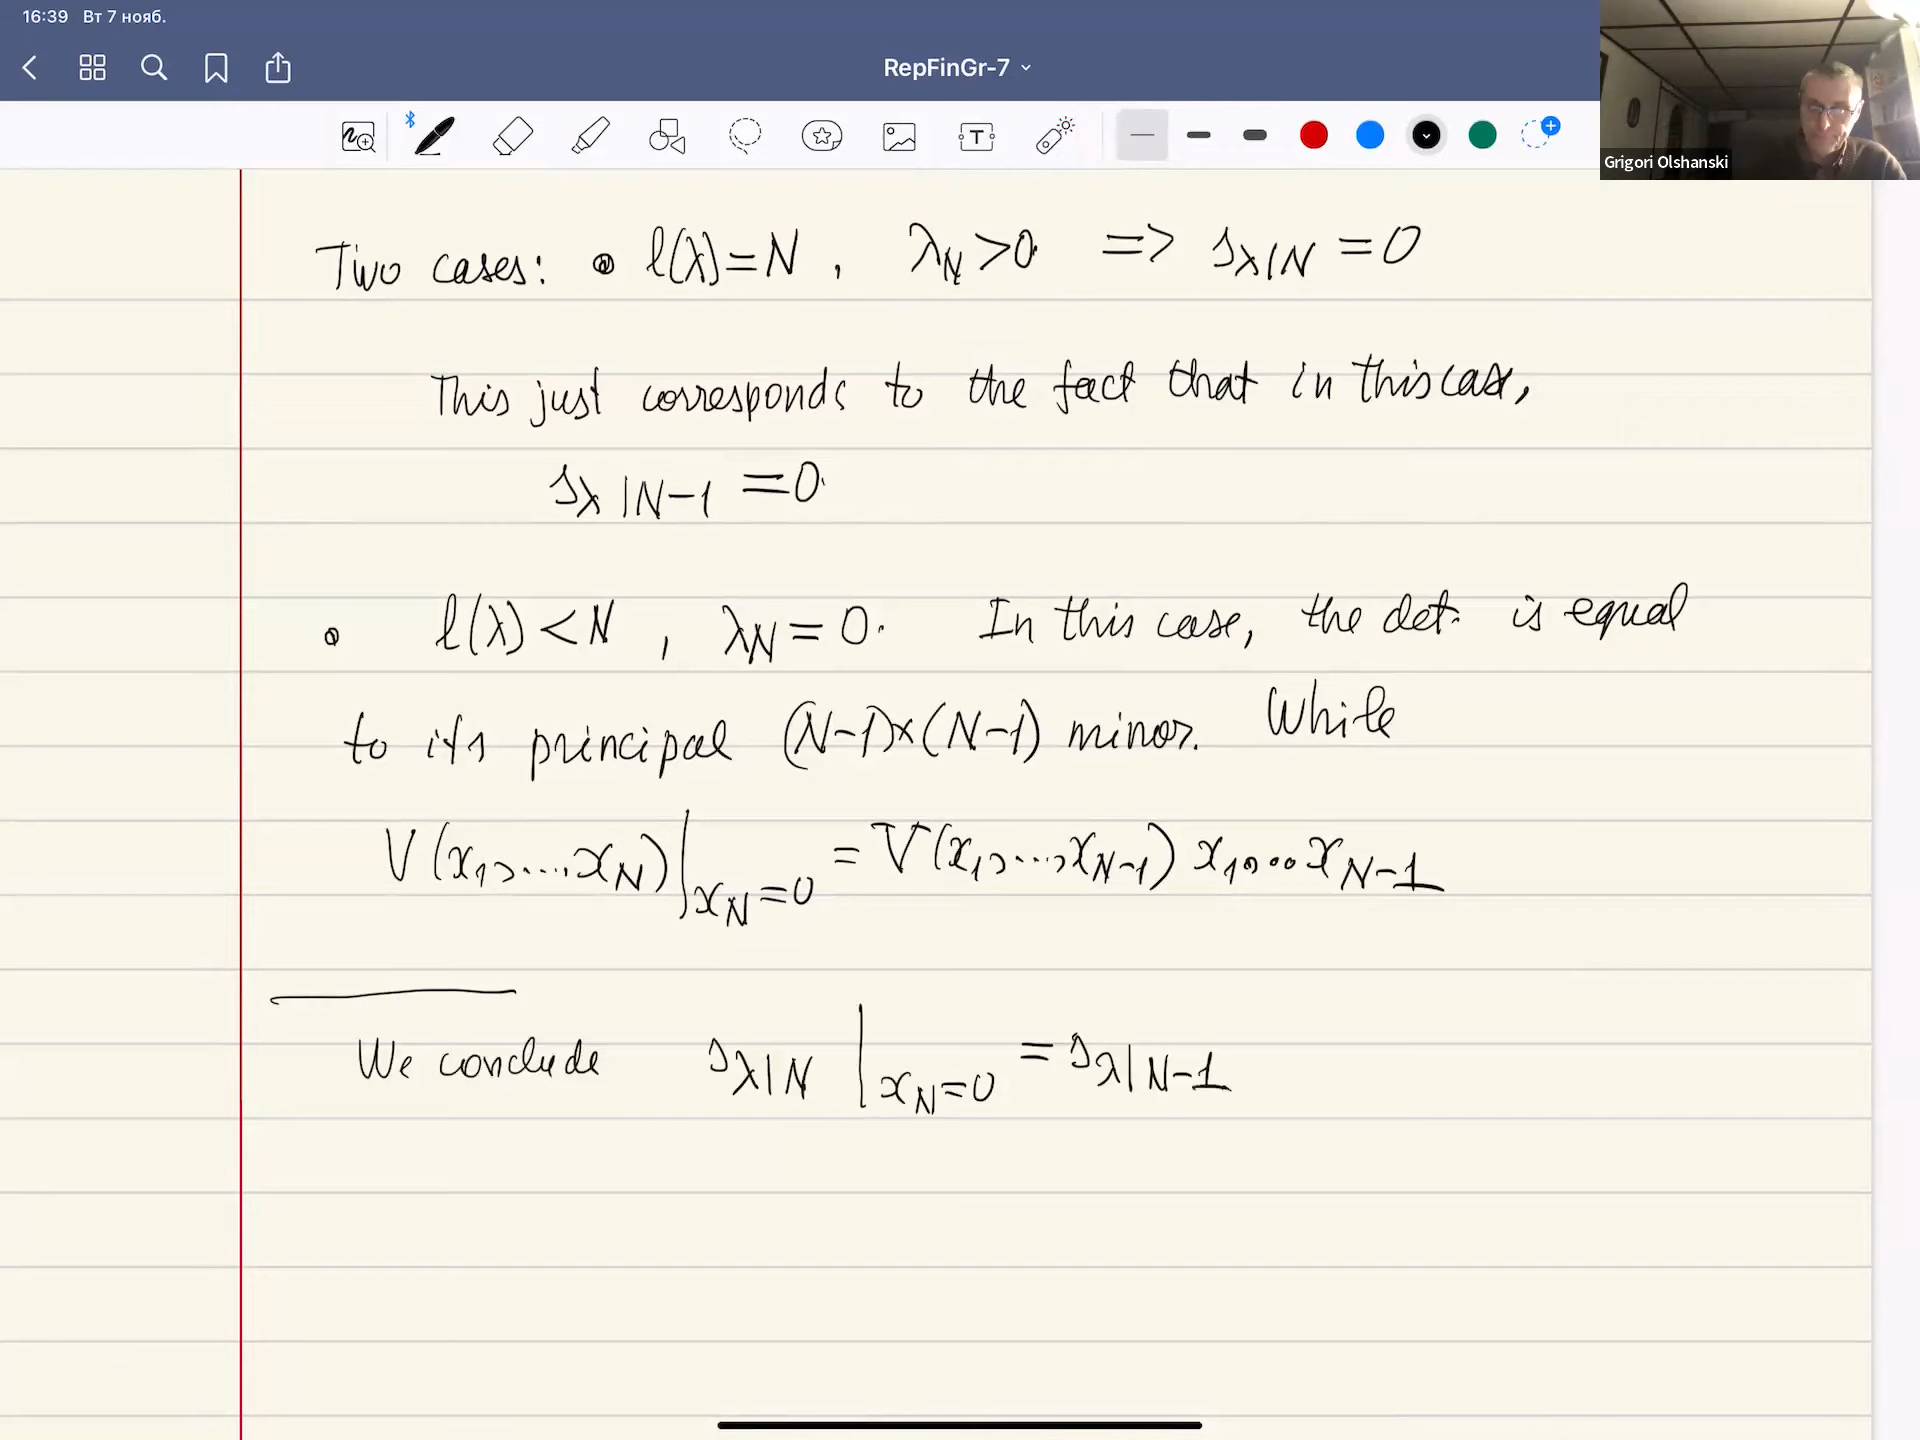 16:39 Вт 7 нояб.
RepFinGr-7
Grigori Olshanski
Two cases: • l(λ)=N, λ_N>0 => s_λ|N =0
This just corresponds to the fact that in this case,
s_λ|N-1 =0.
• l(λ)<N, λ_N=0. In this case, the det. is equal
to its principal (N-1)×(N-1) minor. While
V(x_1,...,x_N)|_{x_N=0} = V(x_1,...,x_{N-1}) x_1...x_{N-1}
We conclude s_λ|N |_{x_N=0} = s_λ|N-1